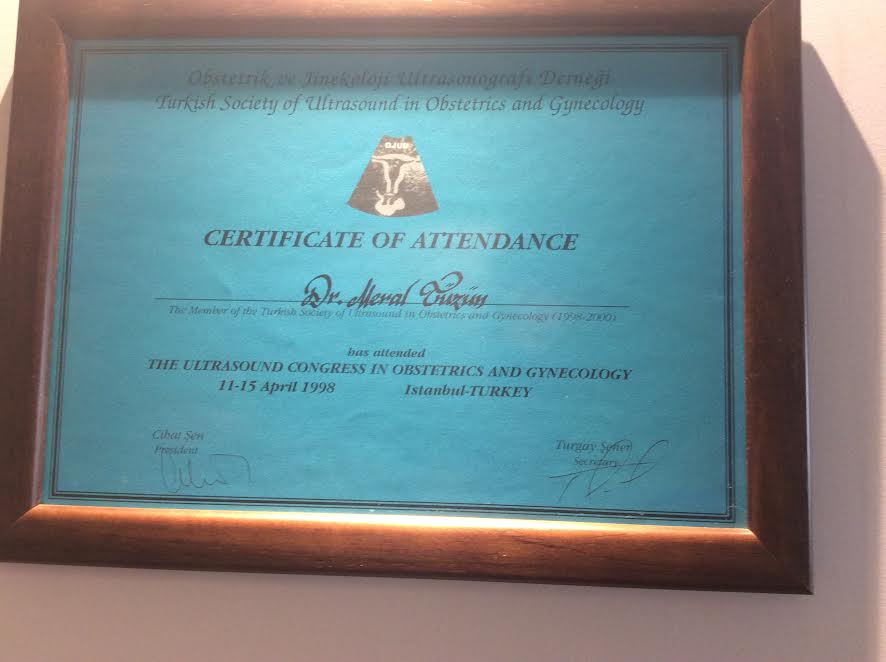 Obstetrik ve Jinekoloji Ultrasonografi Derneği
Turkish Society of Ultrasound in Obstetrics and Gynecology
OJUD
CERTIFICATE OF ATTENDANCE
Dr. Meral Tüzün
The Member of the Turkish Society of Ultrasound in Obstetrics and Gynecology (1998-2000)
has attended
THE ULTRASOUND CONGRESS IN OBSTETRICS AND GYNECOLOGY
11-15 April 1998 Istanbul-TURKEY
Cihat Şen
President
Turgay Şener
Secretary